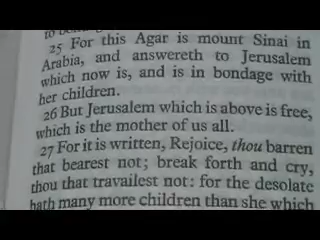 to bondage
25 For this Agar is mount Sinai in
Arabia, and answereth to Jerusalem
which now is, and is in bondage with
her children.
26 But Jerusalem which is above is free,
which is the mother of us all.
27 For it is written, Rejoice, thou barren
that bearest not; break forth and cry,
thou that travailest not: for the desolate
hath many more children than she which